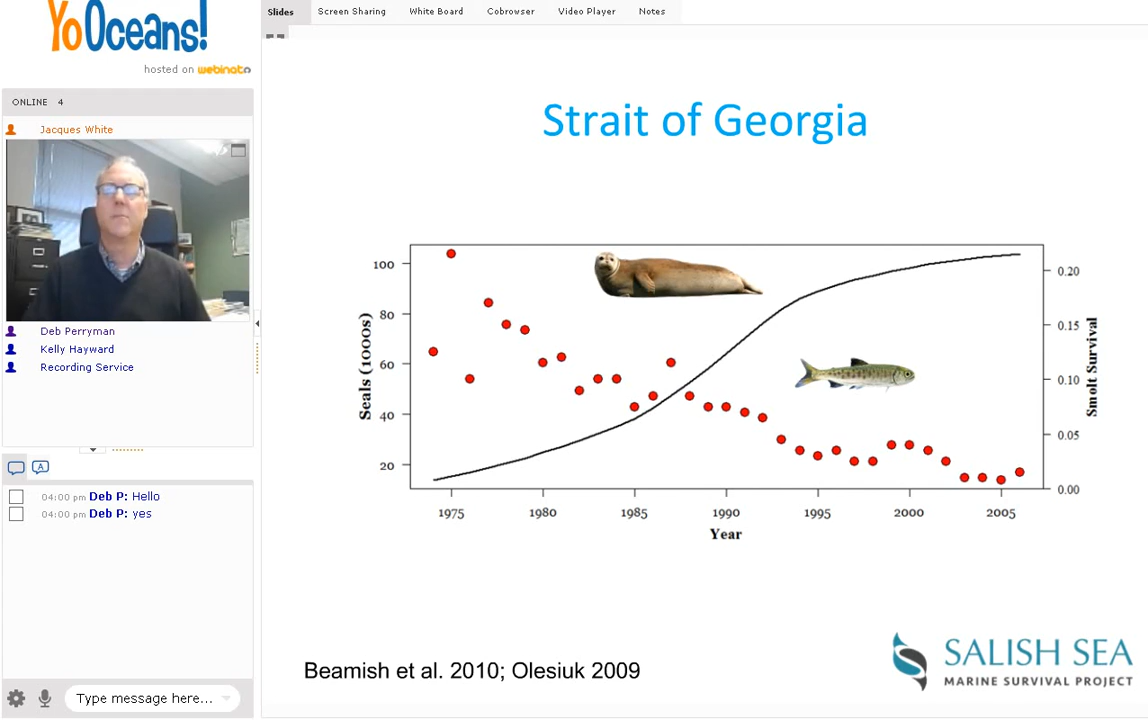 YoOceans!
hosted on webinato
ONLINE 4
Jacques White
Deb Perryman
Kelly Hayward
Recording Service
A
04:00 pm Deb P: Hello
04:00 pm Deb P: yes
Type message here...
Slides Screen Sharing White Board Cobrowser Video Player Notes
Strait of Georgia
Seals (1000s)
100
80
60
40
20
0.20
0.15
0.10
0.05
0.00
Smolt Survival
1975 1980 1985 1990 1995 2000 2005
Year
Beamish et al. 2010; Olesiuk 2009
SALISH SEA
MARINE SURVIVAL PROJECT